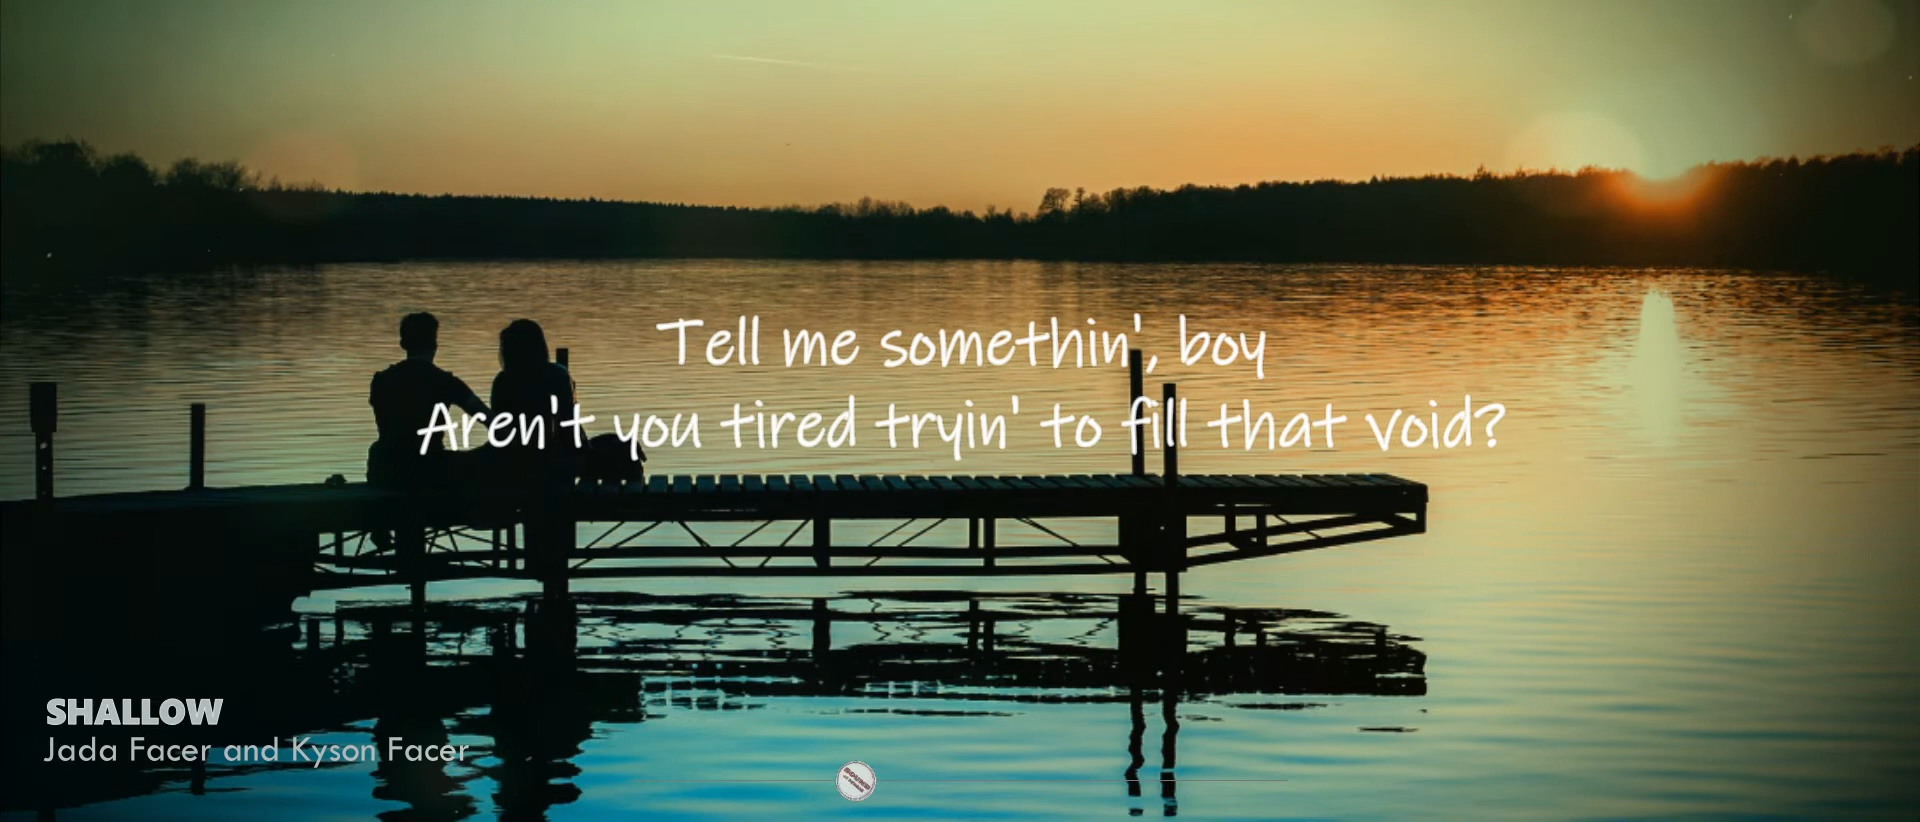 Tell me somethin', boy
Aren't you tired tryin' to fill that void?
SHALLOW
Jada Facer and Kyson Facer